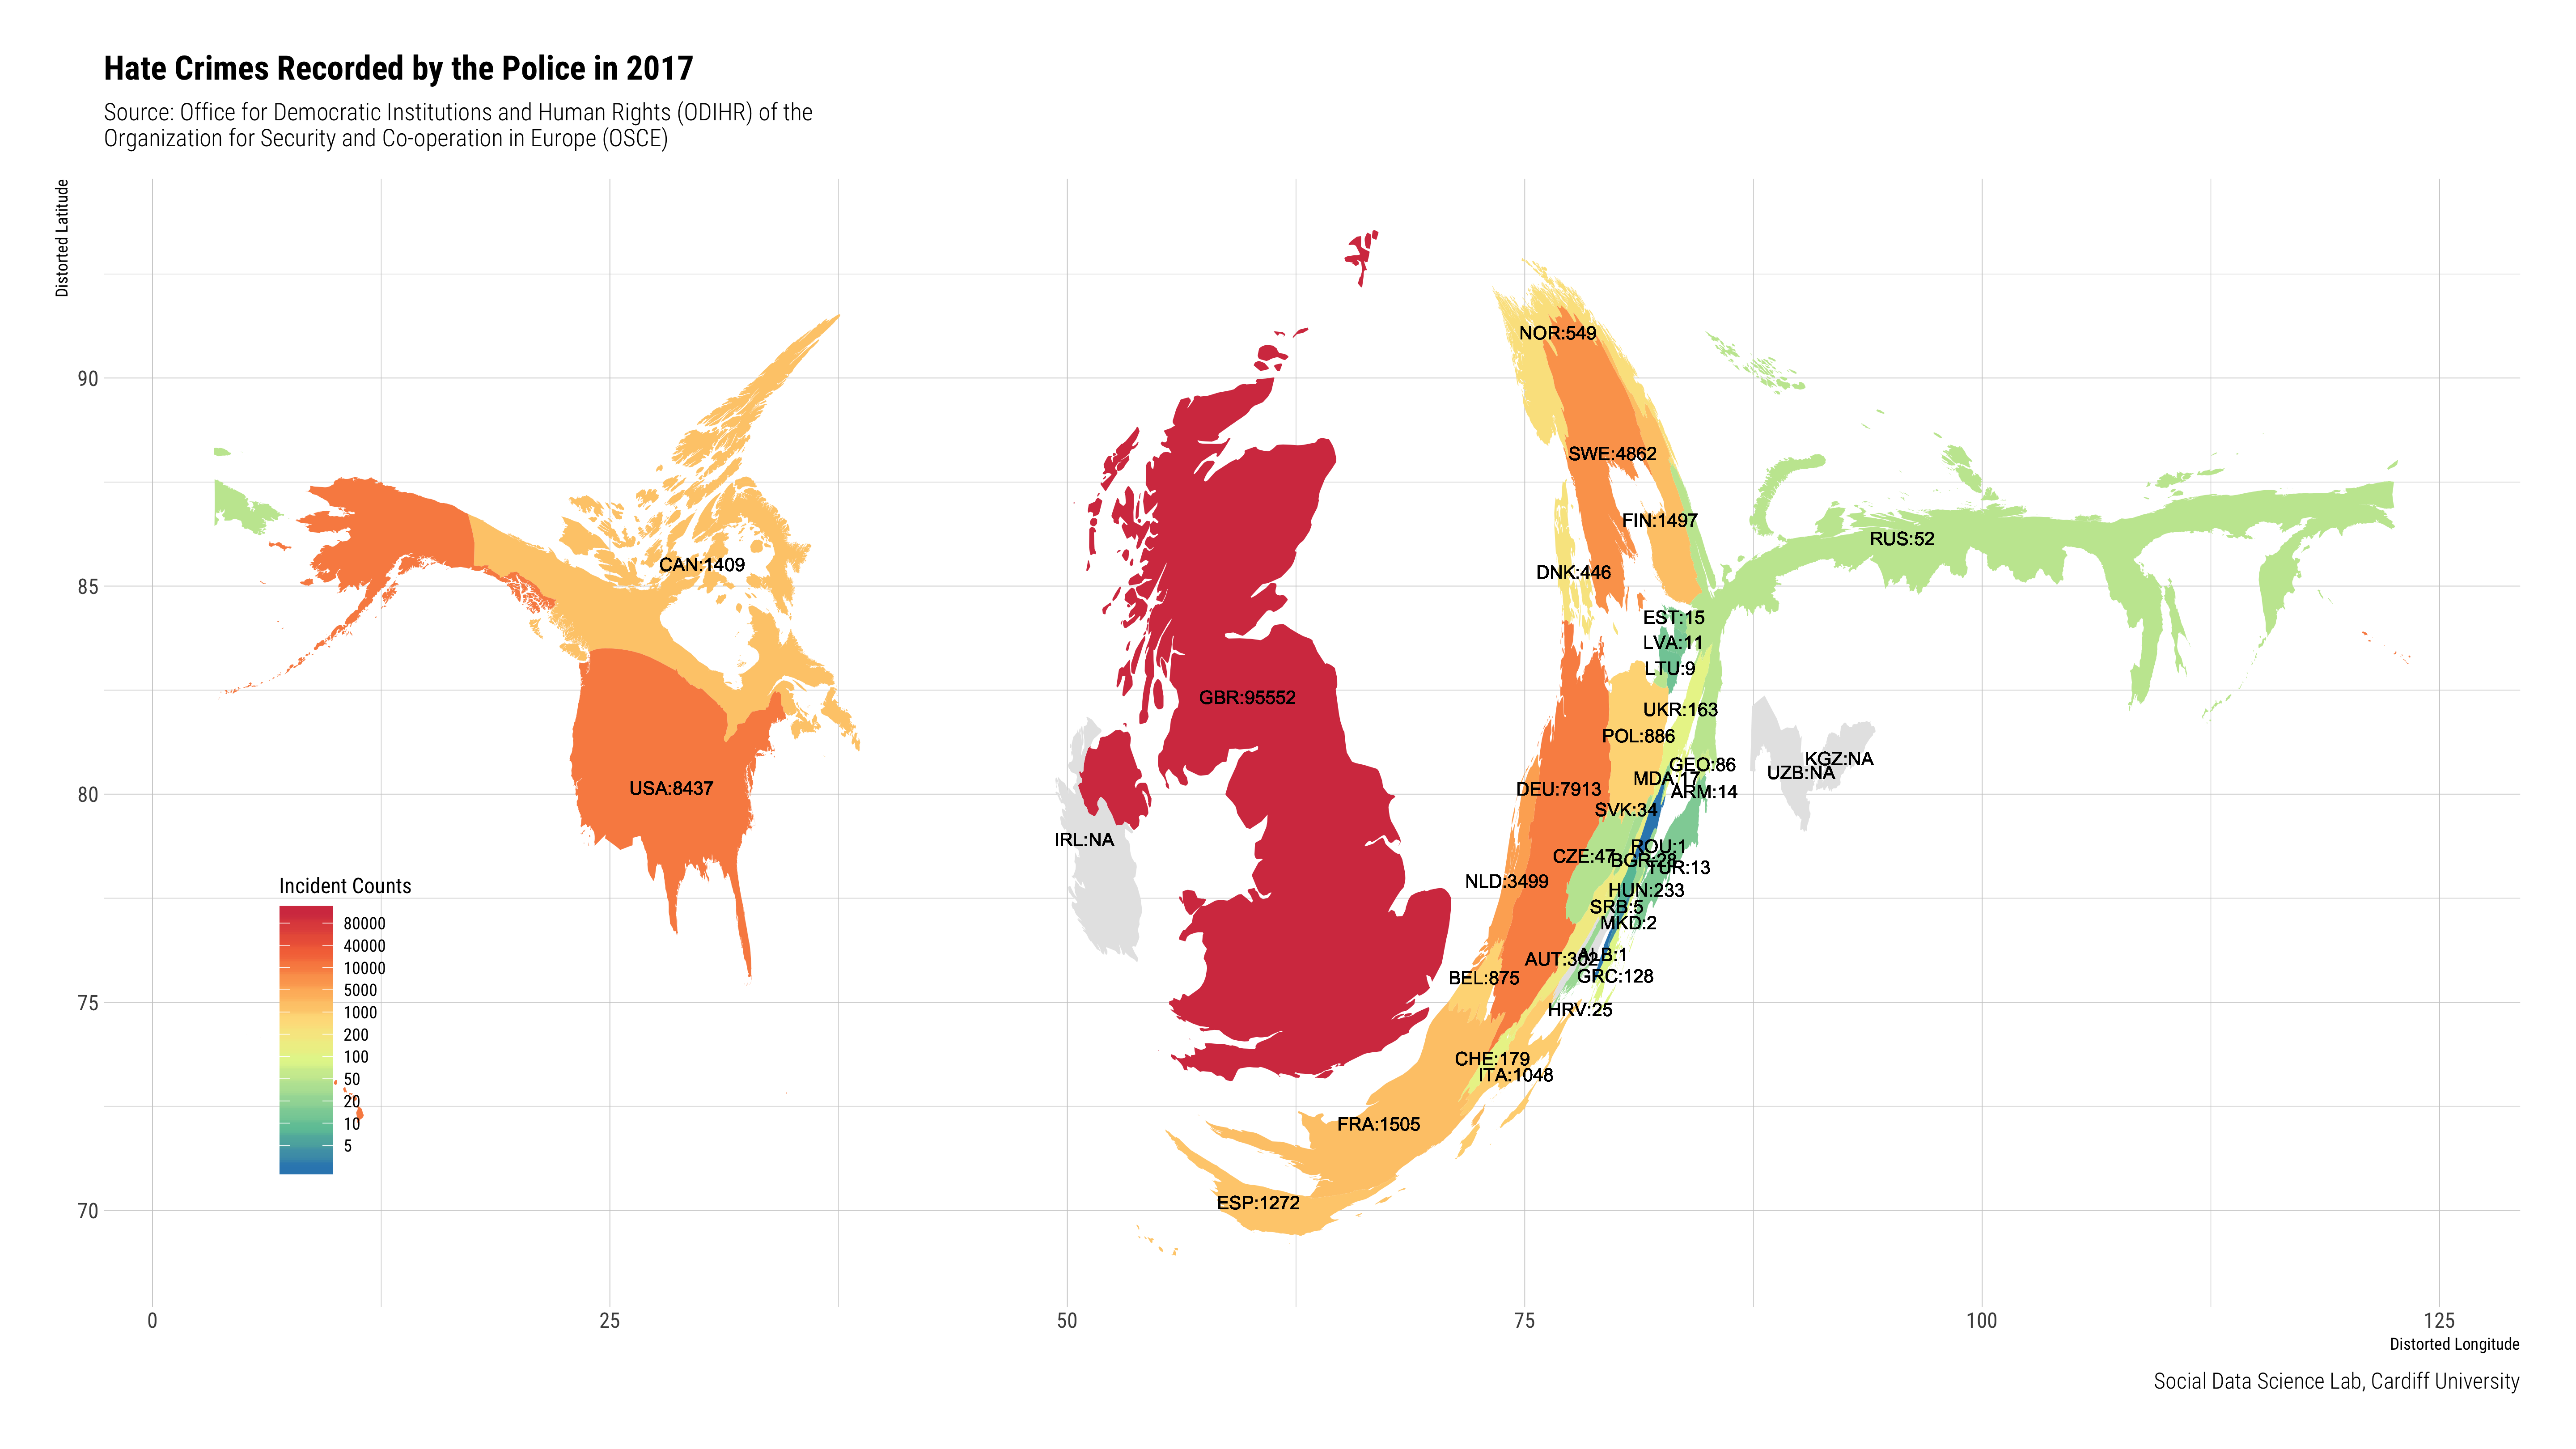 Hate Crimes Recorded by the Police in 2017
Source: Office for Democratic Institutions and Human Rights (ODIHR) of the
Organization for Security and Co-operation in Europe (OSCE)
Distorted Latitude
90
85
80
75
70
NOR:549
SWE:4862
FIN:1497
RUS:52
CAN:1409
DNK:446
EST:15
LVA:11
LTU:9
GBR:95552
UKR:163
POL:886
GEO:86
KGZ:NA
UZB:NA
MDA:17
USA:8437
DEU:7913
ARM:14
SVK:34
IRL:NA
ROU:1
CZE:47
BGR:28
TUR:13
NLD:3499
HUN:233
SRB:5
MKD:2
ALB:1
AUT:302
BEL:875
GRC:128
HRV:25
CHE:179
ITA:1048
FRA:1505
ESP:1272
Incident Counts
80000
40000
10000
5000
1000
200
100
50
20
10
5
0
25
50
75
100
125
Distorted Longitude
Social Data Science Lab, Cardiff University